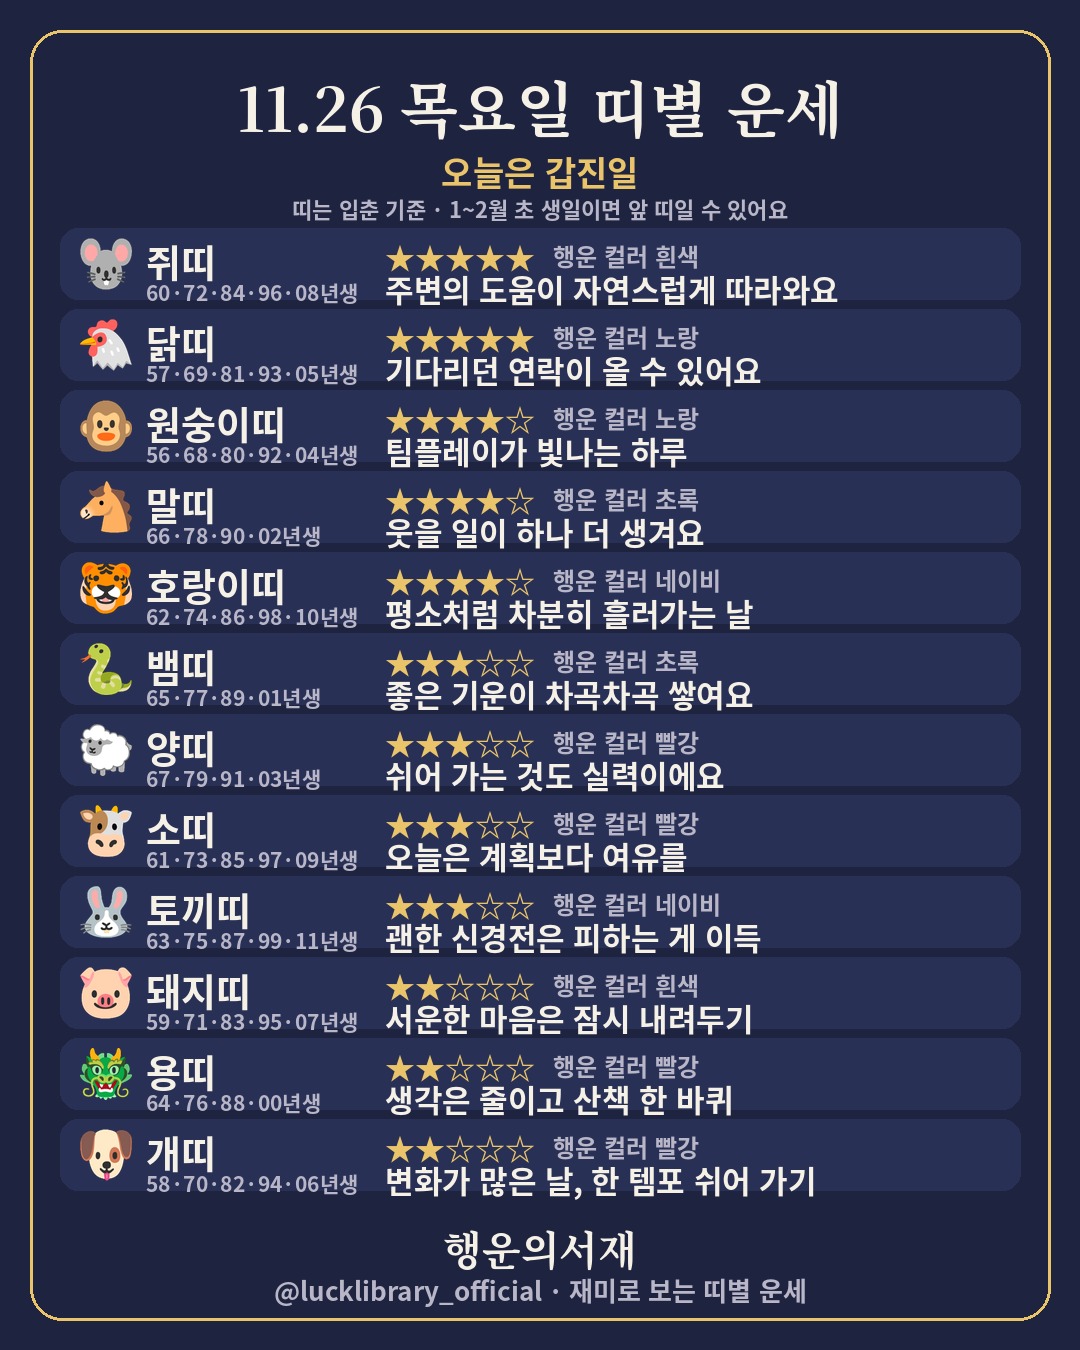 11.26 목요일 띠별 운세
오늘은 갑진일
띠는 입춘 기준 · 1~2월 초 생일이면 앞 띠일 수 있어요
쥐띠
★★★★★ 행운 컬러 흰색
60·72·84·96·08년생
주변의 도움이 자연스럽게 따라와요
닭띠
★★★★★ 행운 컬러 노랑
57·69·81·93·05년생
기다리던 연락이 올 수 있어요
원숭이띠
★★★★☆ 행운 컬러 노랑
56·68·80·92·04년생
팀플레이가 빛나는 하루
말띠
★★★★☆ 행운 컬러 초록
66·78·90·02년생
웃을 일이 하나 더 생겨요
호랑이띠
★★★★☆ 행운 컬러 네이비
62·74·86·98·10년생
평소처럼 차분히 흘러가는 날
뱀띠
★★★☆☆ 행운 컬러 초록
65·77·89·01년생
좋은 기운이 차곡차곡 쌓여요
양띠
★★★☆☆ 행운 컬러 빨강
67·79·91·03년생
쉬어 가는 것도 실력이에요
소띠
★★★☆☆ 행운 컬러 빨강
61·73·85·97·09년생
오늘은 계획보다 여유를
토끼띠
★★★☆☆ 행운 컬러 네이비
63·75·87·99·11년생
괜한 신경전은 피하는 게 이득
돼지띠
★★☆☆☆ 행운 컬러 흰색
59·71·83·95·07년생
서운한 마음은 잠시 내려두기
용띠
★★☆☆☆ 행운 컬러 빨강
64·76·88·00년생
생각은 줄이고 산책 한 바퀴
개띠
★★☆☆☆ 행운 컬러 빨강
58·70·82·94·06년생
변화가 많은 날, 한 템포 쉬어 가기
행운의서재
@lucklibrary_official · 재미로 보는 띠별 운세